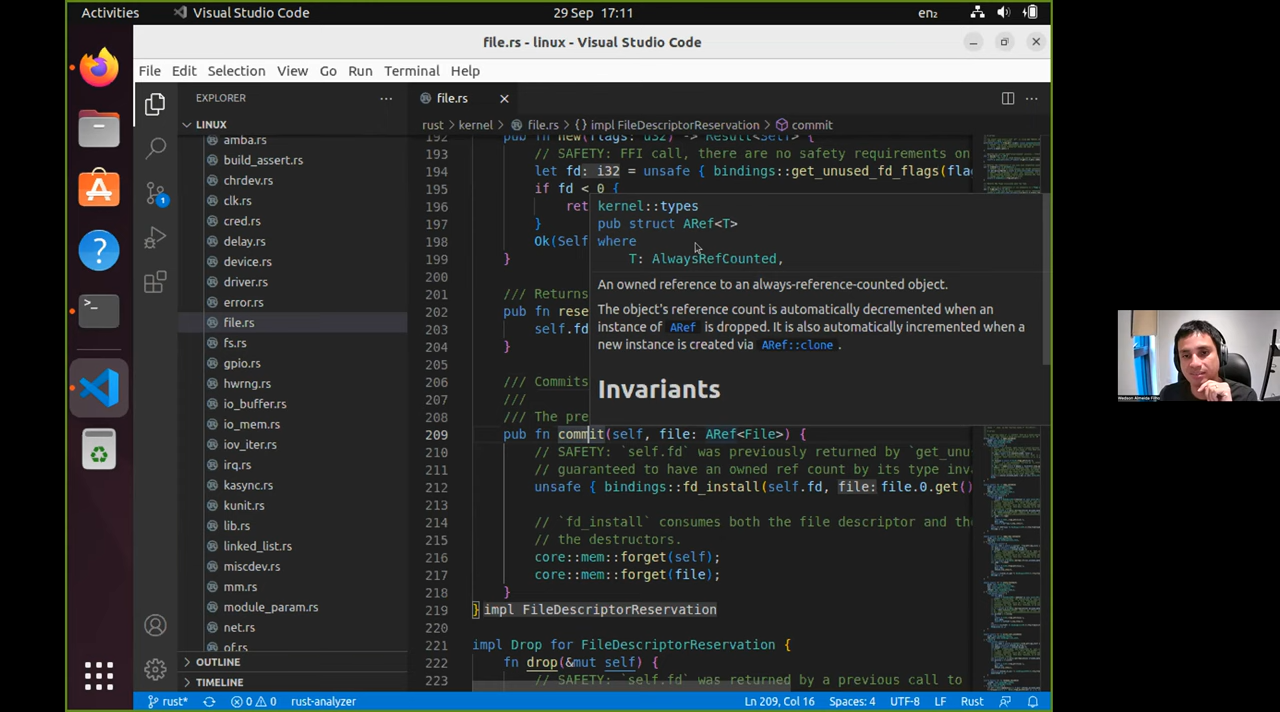 Activities
Visual Studio Code
29 Sep 17:11
en₂
file.rs - linux - Visual Studio Code
File Edit Selection View Go Run Terminal Help
EXPLORER
LINUX
amba.rs
build_assert.rs
chrdev.rs
clk.rs
cred.rs
delay.rs
device.rs
driver.rs
error.rs
file.rs
fs.rs
gpio.rs
hwrng.rs
io_buffer.rs
io_mem.rs
iov_iter.rs
irq.rs
kasync.rs
kunit.rs
lib.rs
linked_list.rs
miscdev.rs
mm.rs
module_param.rs
net.rs
of.rs
OUTLINE
TIMELINE
1
file.rs
rust > kernel > file.rs > {} impl FileDescriptorReservation > commit
192 pub fn new(flags: u32) -> Result<Self> {
193 // SAFETY: FFI call, there are no safety requirements on
194 let fd: i32 = unsafe { bindings::get_unused_fd_flags(fla
195 if fd < 0 {
196 ret
197 }
198 Ok(Self
199 }
200
201 /// Returns
202 pub fn rese
203 self.fd
204 }
205
206 /// Commits
207 ///
208 /// The pre
209 pub fn commit(self, file: ARef<File>) {
210 // SAFETY: `self.fd` was previously returned by `get_unu
211 // guaranteed to have an owned ref count by its type inva
212 unsafe { bindings::fd_install(self.fd, file: file.0.get()
213
214 // `fd_install` consumes both the file descriptor and the
215 // the destructors.
216 core::mem::forget(self);
217 core::mem::forget(file);
218 }
219 } impl FileDescriptorReservation
220
221 impl Drop for FileDescriptorReservation {
222 fn drop(&mut self) {
223 // SAFETY: `self.fd` was returned by a previous call to
kernel::types
pub struct ARef<T>
where
T: AlwaysRefCounted,
An owned reference to an always-reference-counted object.
The object's reference count is automatically decremented when an
instance of ARef is dropped. It is also automatically incremented when a
new instance is created via ARef::clone .
Invariants
rust*
0 0
rust-analyzer
Ln 209, Col 16
Spaces: 4
UTF-8
LF
Rust